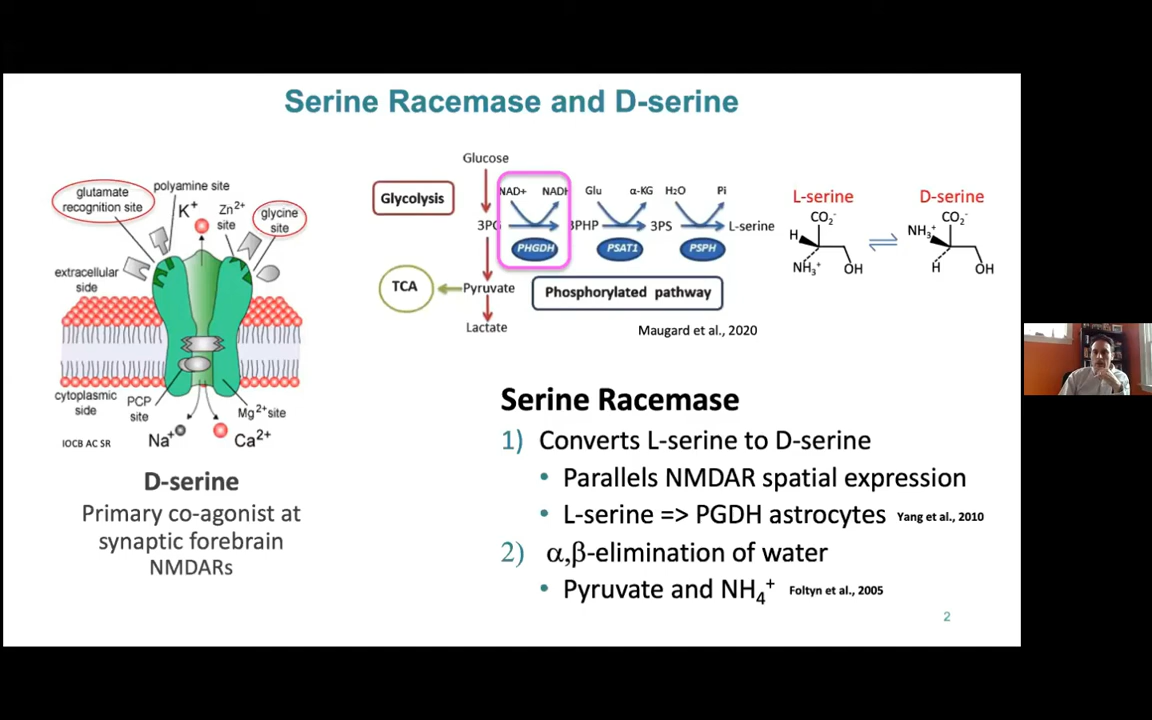 Serine Racemase and D-serine
glutamate
recognition site
polyamine site
K+
Zn2+
site
glycine
site
extracellular
side
cytoplasmic
side
PCP
site
Mg2+site
IOCB AC SR
Na+
Ca2+
D-serine
Primary co-agonist at
synaptic forebrain
NMDARs
Glucose
Glycolysis
NAD+ NADH Glu α-KG H₂O Pi
3PG 3PHP 3PS L-serine
PHGDH PSAT1 PSPH
TCA
Pyruvate
Phosphorylated pathway
Lactate
Maugard et al., 2020
L-serine
CO₂⁻
H
NH₃⁺
OH
D-serine
CO₂⁻
NH₃⁺
H
OH
Serine Racemase
1) Converts L-serine to D-serine
• Parallels NMDAR spatial expression
• L-serine => PGDH astrocytes Yang et al., 2010
2) α,β-elimination of water
• Pyruvate and NH₄⁺ Foltyn et al., 2005
2